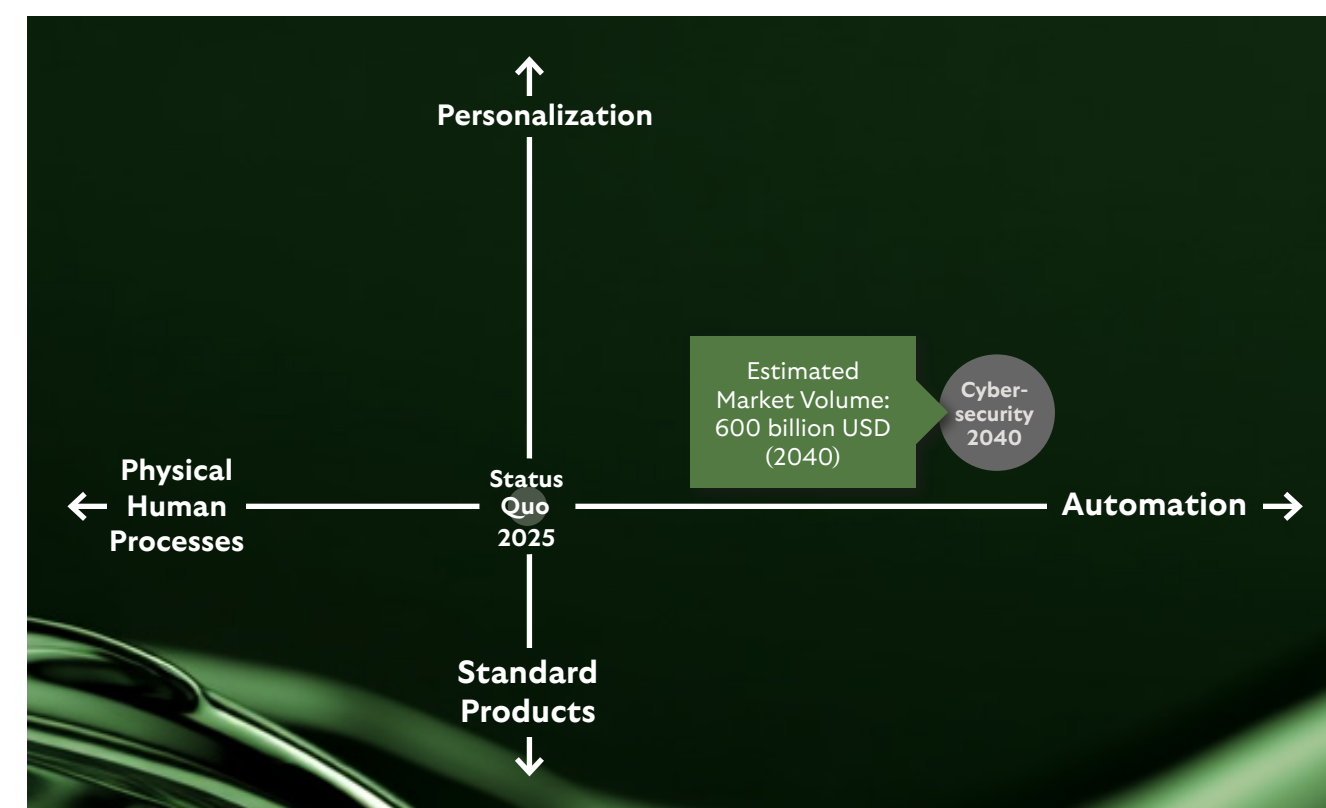 Personalization
Estimated
Market Volume:
600 billion USD
(2040)
Cyber-
security
2040
Physical
Human
Processes
Status
Quo
2025
Automation
Standard
Products